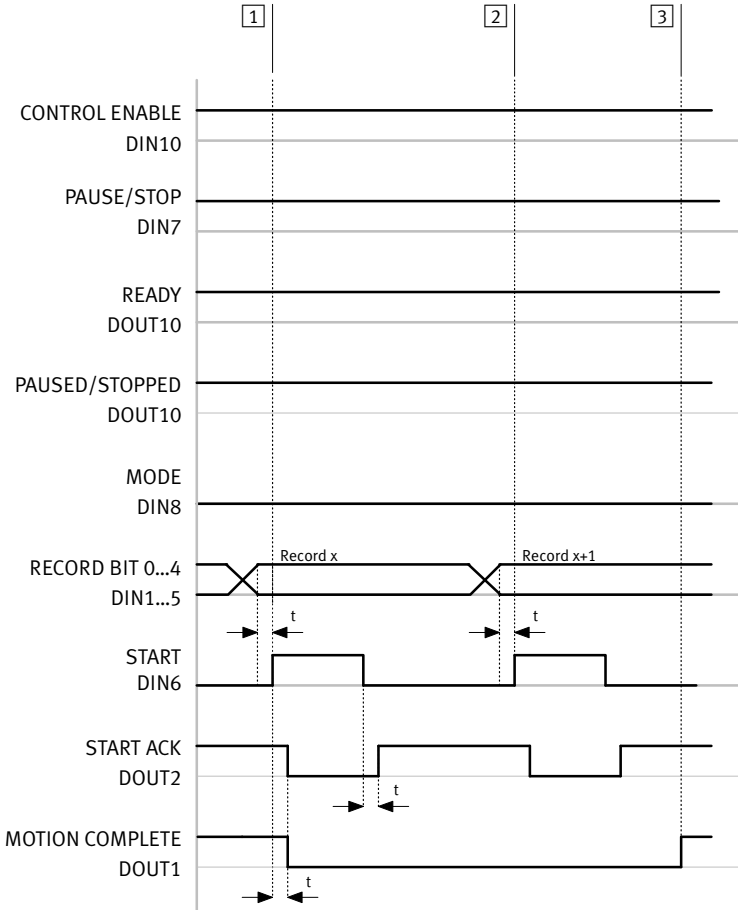 1 2 3
CONTROL ENABLE
DIN10
PAUSE/STOP
DIN7
READY
DOUT10
PAUSED/STOPPED
DOUT10
MODE
DIN8
Record x Record x+1
RECORD BIT 0...4
DIN1...5
t t
START
DIN6
START ACK
DOUT2
t
MOTION COMPLETE
DOUT1
t